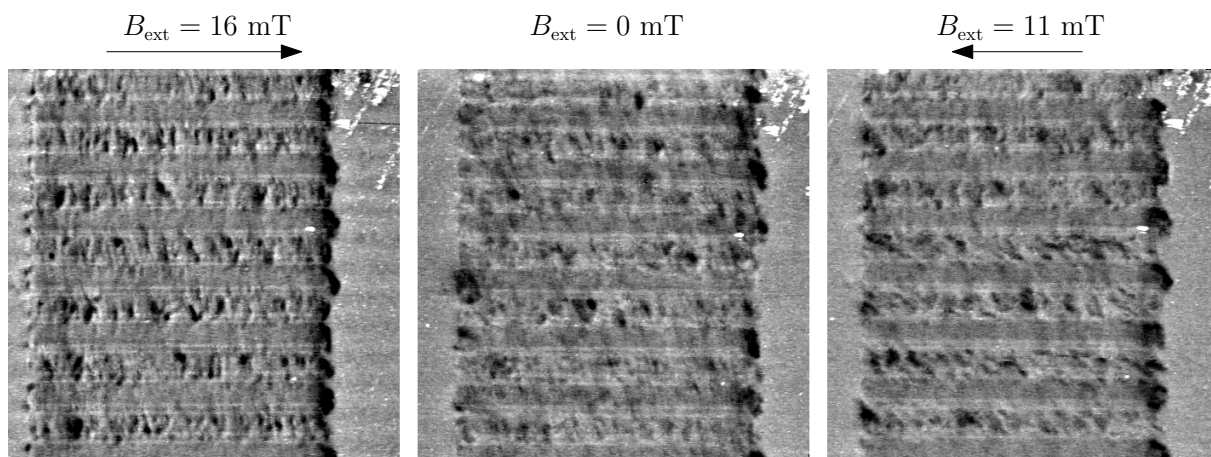 B_ext = 16 mT
B_ext = 0 mT
B_ext = 11 mT